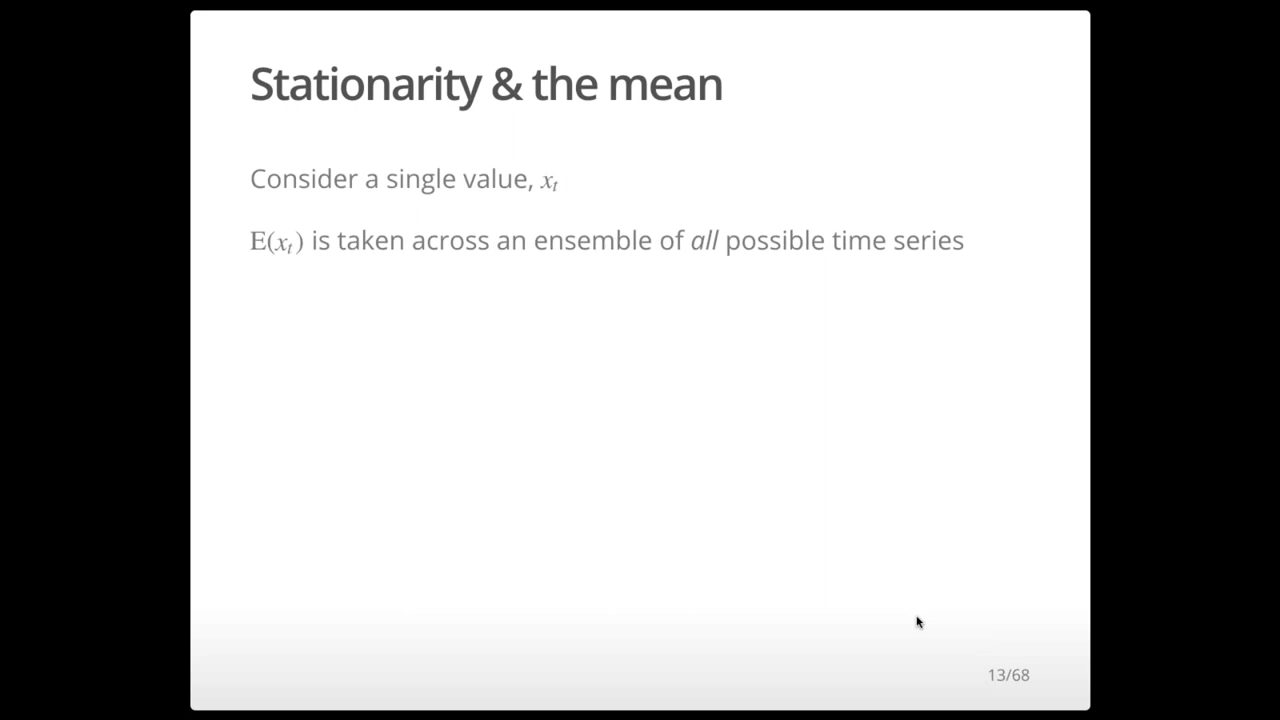 Stationarity & the mean
Consider a single value, xₜ
E(xₜ) is taken across an ensemble of all possible time series
13/68